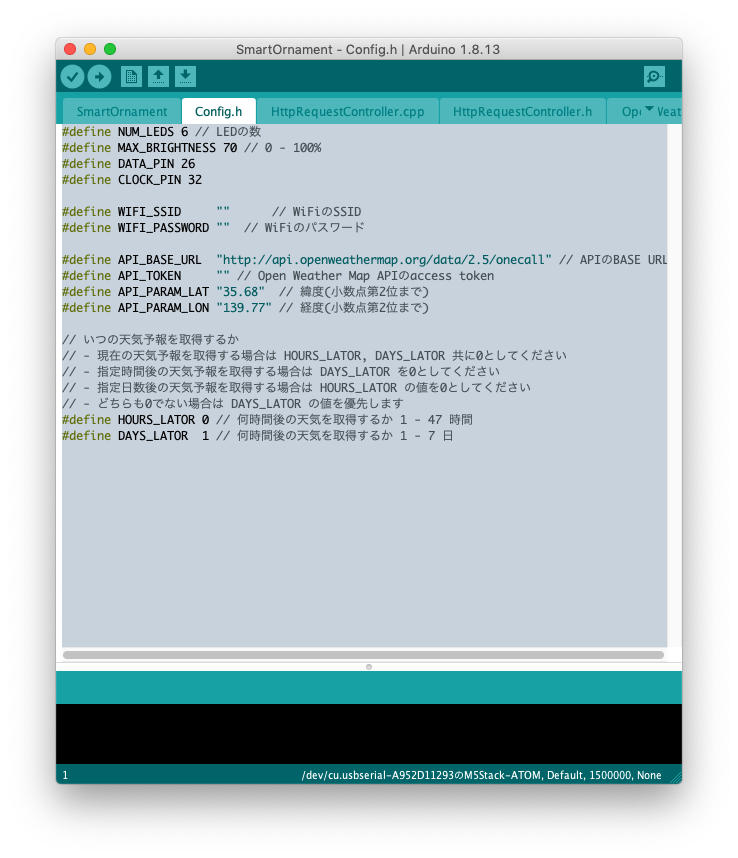 SmartOrnament - Config.h | Arduino 1.8.13
SmartOrnament Config.h HttpRequestController.cpp HttpRequestController.h Ope Weat
#define NUM_LEDS 6 // LEDの数
#define MAX_BRIGHTNESS 70 // 0 - 100%
#define DATA_PIN 26
#define CLOCK_PIN 32
#define WIFI_SSID     ""      // WiFiのSSID
#define WIFI_PASSWORD ""  // WiFiのパスワード
#define API_BASE_URL  "http://api.openweathermap.org/data/2.5/onecall" // APIのBASE URL
#define API_TOKEN     "" // Open Weather Map APIのaccess token
#define API_PARAM_LAT "35.68"  // 緯度(小数点第2位まで)
#define API_PARAM_LON "139.77" // 経度(小数点第2位まで)
// いつの天気予報を取得するか
// - 現在の天気予報を取得する場合は HOURS_LATOR, DAYS_LATOR 共に0としてください
// - 指定時間後の天気予報を取得する場合は DAYS_LATOR を0としてください
// - 指定日数後の天気予報を取得する場合は HOURS_LATOR の値を0としてください
// - どちらも0でない場合は DAYS_LATOR の値を優先します
#define HOURS_LATOR 0 // 何時間後の天気を取得するか 1 - 47 時間
#define DAYS_LATOR  1 // 何時間後の天気を取得するか 1 - 7 日
1 /dev/cu.usbserial-A952D11293のM5Stack-ATOM, Default, 1500000, None